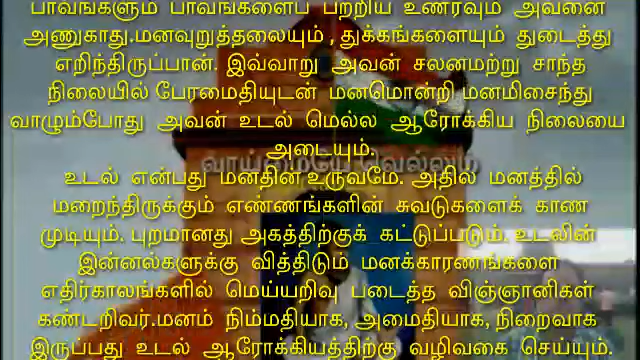 பாவங்களும் பாவங்களைப் பற்றிய உணர்வும் அவனை
அணுகாது.மனவுறுத்தலையும் , துக்கங்களையும் துடைத்து
எறிந்திருப்பான். இவ்வாறு அவன் சலனமற்று சாந்த
நிலையில் பேரமைதியுடன் மனமொன்றி மனமிசைந்து
வாழும்போது அவன் உடல் மெல்ல ஆரோக்கிய நிலையை
அடையும்.
வாய்மையே வெல்லும்
உடல் என்பது மனதின் உருவமே. அதில் மனத்தில்
மறைந்திருக்கும் எண்ணங்களின் சுவடுகளைக் காண
முடியும். புறமானது அகத்திற்குக் கட்டுப்படும். உடலின்
இன்னல்களுக்கு வித்திடும் மனக்காரணங்களை
எதிர்காலங்களில் மெய்யறிவு படைத்த விஞ்ஞானிகள்
கண்டறிவர்.மனம் நிம்மதியாக, அமைதியாக, நிறைவாக
இருப்பது உடல் ஆரோக்கியத்திற்கு வழிவகை செய்யும்.